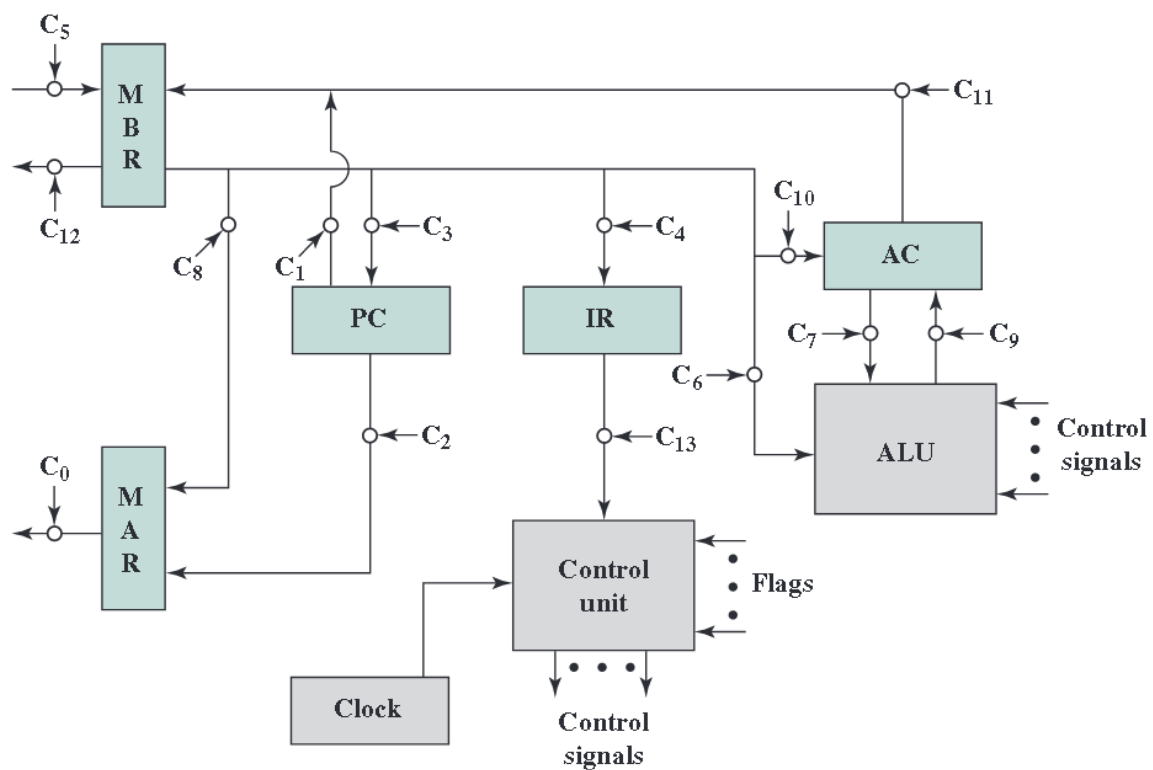 C₅
M
B
R
C₁₁
C₁₂
C₈
C₁
C₃
C₄
C₁₀
AC
PC
IR
C₇
C₉
C₆
C₂
C₁₃
ALU
Control
signals
C₀
M
A
R
Control
unit
Flags
Clock
Control
signals